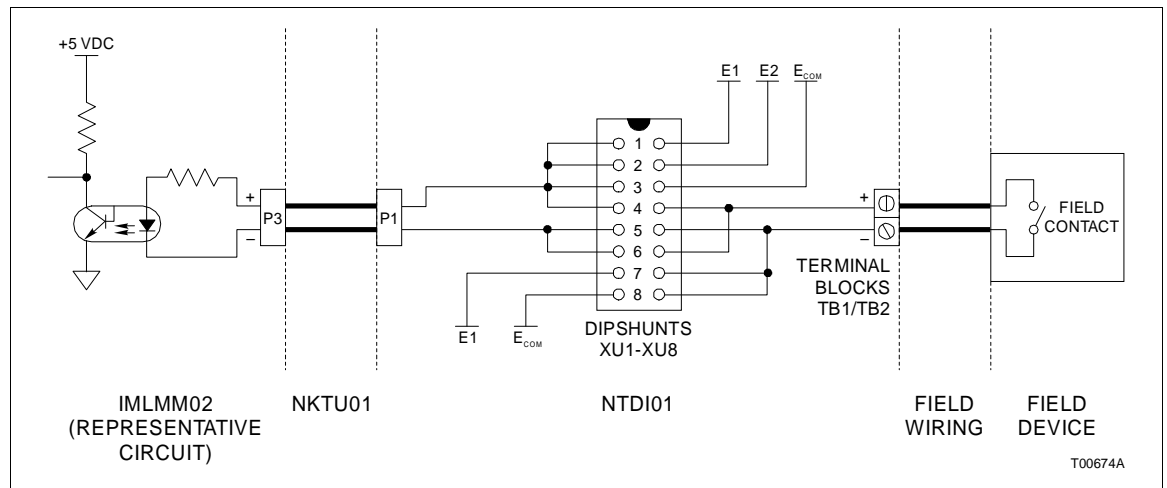 +5 VDC
E1 E2 ECOM
1
2
+ 3
P3 P1 4 +
– 5 – FIELD
6 CONTACT
7 TERMINAL
8 BLOCKS
E1 ECOM DIPSHUNTS TB1/TB2
XU1-XU8
IMLMM02 NKTU01 NTDI01 FIELD FIELD
(REPRESENTATIVE WIRING DEVICE
CIRCUIT)
T00674A